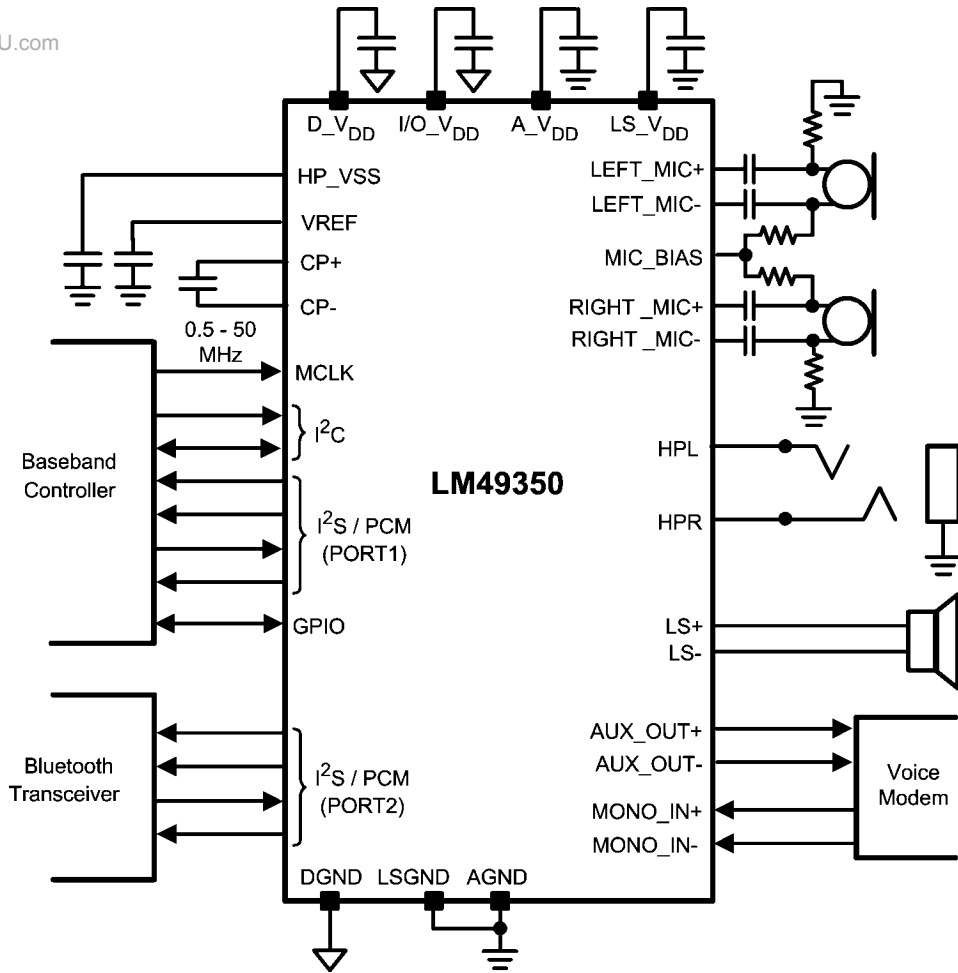 U.com
D_VDD I/O_VDD A_VDD LS_VDD
HP_VSS
VREF
CP+
CP-
0.5 - 50
MHz
MCLK
I2C
Baseband
Controller
I2S / PCM
(PORT1)
GPIO
Bluetooth
Transceiver
I2S / PCM
(PORT2)
LM49350
LEFT_MIC+
LEFT_MIC-
MIC_BIAS
RIGHT _MIC+
RIGHT _MIC-
HPL
HPR
LS+
LS-
AUX_OUT+
AUX_OUT-
MONO_IN+
MONO_IN-
Voice
Modem
DGND LSGND AGND